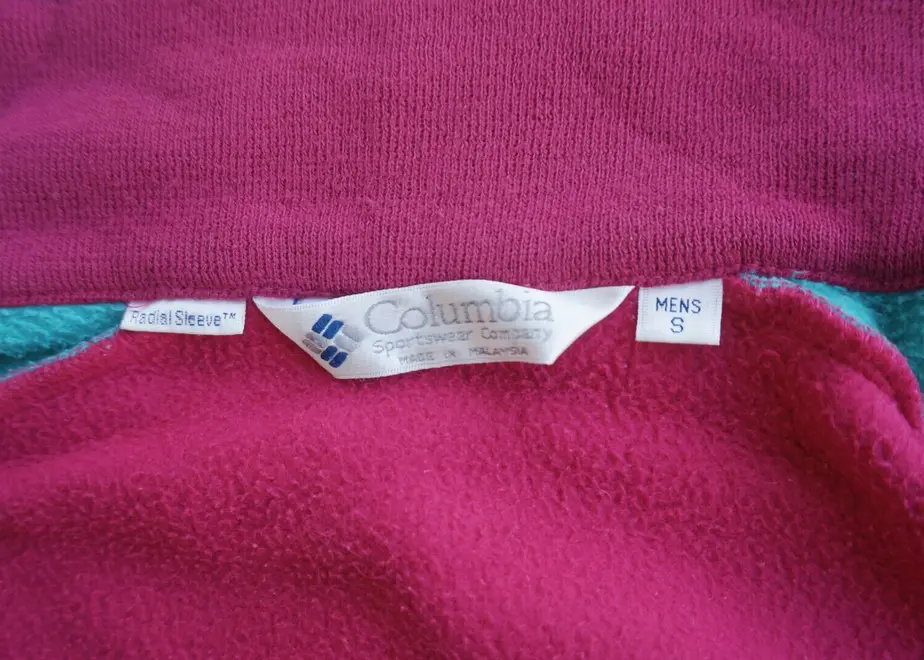 Radial Sleeve™
Columbia
Sportswear Company
MADE IN MALAYSIA
MENS
S